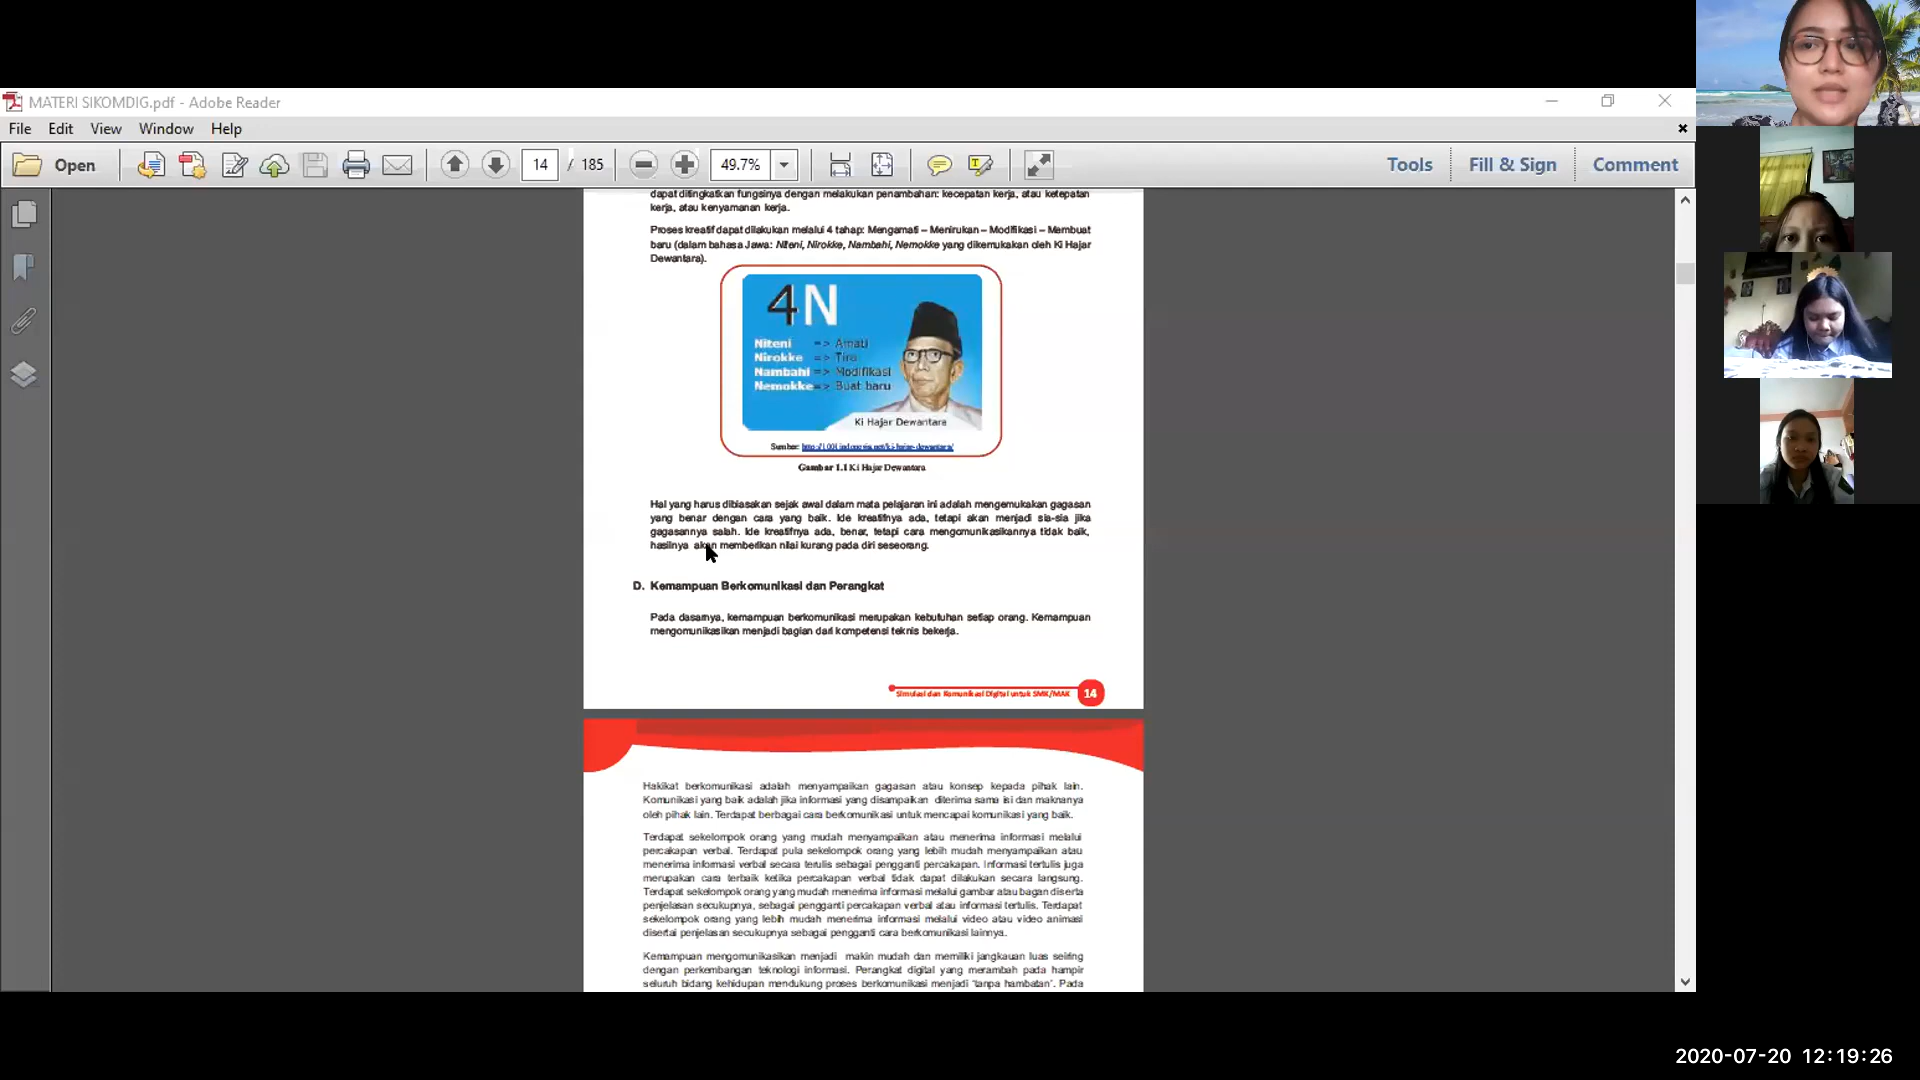 MATERI SIKOMDIG.pdf - Adobe Reader
File Edit View Window Help
Open 14 / 185 49.7% Tools Fill & Sign Comment
dapat ditingkatkan fungsinya dengan melakukan penambahan: kecepatan kerja, atau ketepatan
kerja, atau kenyamanan kerja.
Proses kreatif dapat dilakukan melalui 4 tahap: Mengamati – Menirukan – Modifikasi – Membuat
baru (dalam bahasa Jawa: Niteni, Nirokke, Nambahi, Nemokke yang dikemukakan oleh Ki Hajar
Dewantara).
4N
Niteni => Amati
Nirokke => Tiru
Nambahi => Modifikasi
Nemokke=> Buat baru
Ki Hajar Dewantara
Sumber:
Gambar 1.1 Ki Hajar Dewantara
Hal yang harus dibiasakan sejak awal dalam mata pelajaran ini adalah mengemukakan gagasan
yang benar dengan cara yang baik. Ide kreatifnya ada, tetapi akan menjadi sia-sia jika
gagasannya salah. Ide kreatifnya ada, benar, tetapi cara mengomunikasikannya tidak baik,
hasilnya akan memberikan nilai kurang pada diri seseorang.
D. Kemampuan Berkomunikasi dan Perangkat
Pada dasarnya, kemampuan berkomunikasi merupakan kebutuhan setiap orang. Kemampuan
mengomunikasikan menjadi bagian dari kompetensi teknis bekerja.
Simulasi dan Komunikasi Digital untuk SMK/MAK 14
Hakikat berkomunikasi adalah menyampaikan gagasan atau konsep kepada pihak lain.
Komunikasi yang baik adalah jika informasi yang disampaikan diterima sama isi dan maknanya
oleh pihak lain. Terdapat berbagai cara berkomunikasi untuk mencapai komunikasi yang baik.
Terdapat sekelompok orang yang mudah menyampaikan atau menerima informasi melalui
percakapan verbal. Terdapat pula sekelompok orang yang lebih mudah menyampaikan atau
menerima informasi verbal secara terulis sebagai pengganti percakapan. Informasi tertulis juga
merupakan cara terbaik ketika percakapan verbal tidak dapat dilakukan secara langsung.
Terdapat sekelompok orang yang mudah menerima informasi melalui gambar atau bagan diserta
penjelasan secukupnya, sebagai pengganti percakapan verbal atau informasi tertulis. Terdapat
sekelompok orang yang lebih mudah menerima informasi melalui video atau video animasi
disertai penjelasan secukupnya sebagai pengganti cara berkomunikasi lainnya.
Kemampuan mengomunikasikan menjadi makin mudah dan memiliki jangkauan luas seiring
dengan perkembangan teknologi informasi. Perangkat digital yang merambah pada hampir
seluruh bidang kehidupan mendukung proses berkomunikasi menjadi 'tanpa hambatan'. Pada
2020-07-20 12:19:26